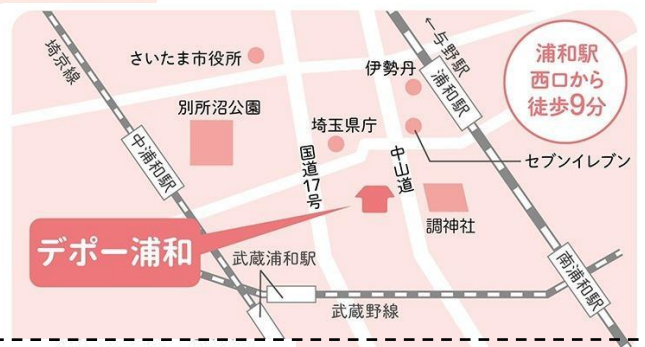 埼京線
さいたま市役所
←与野駅
伊勢丹
浦和駅
浦和駅
西口から
徒歩9分
別所沼公園
埼玉県庁
中浦和駅
国道17号
中山道
セブンイレブン
調神社
デポー浦和
武蔵浦和駅
南浦和駅
武蔵野線